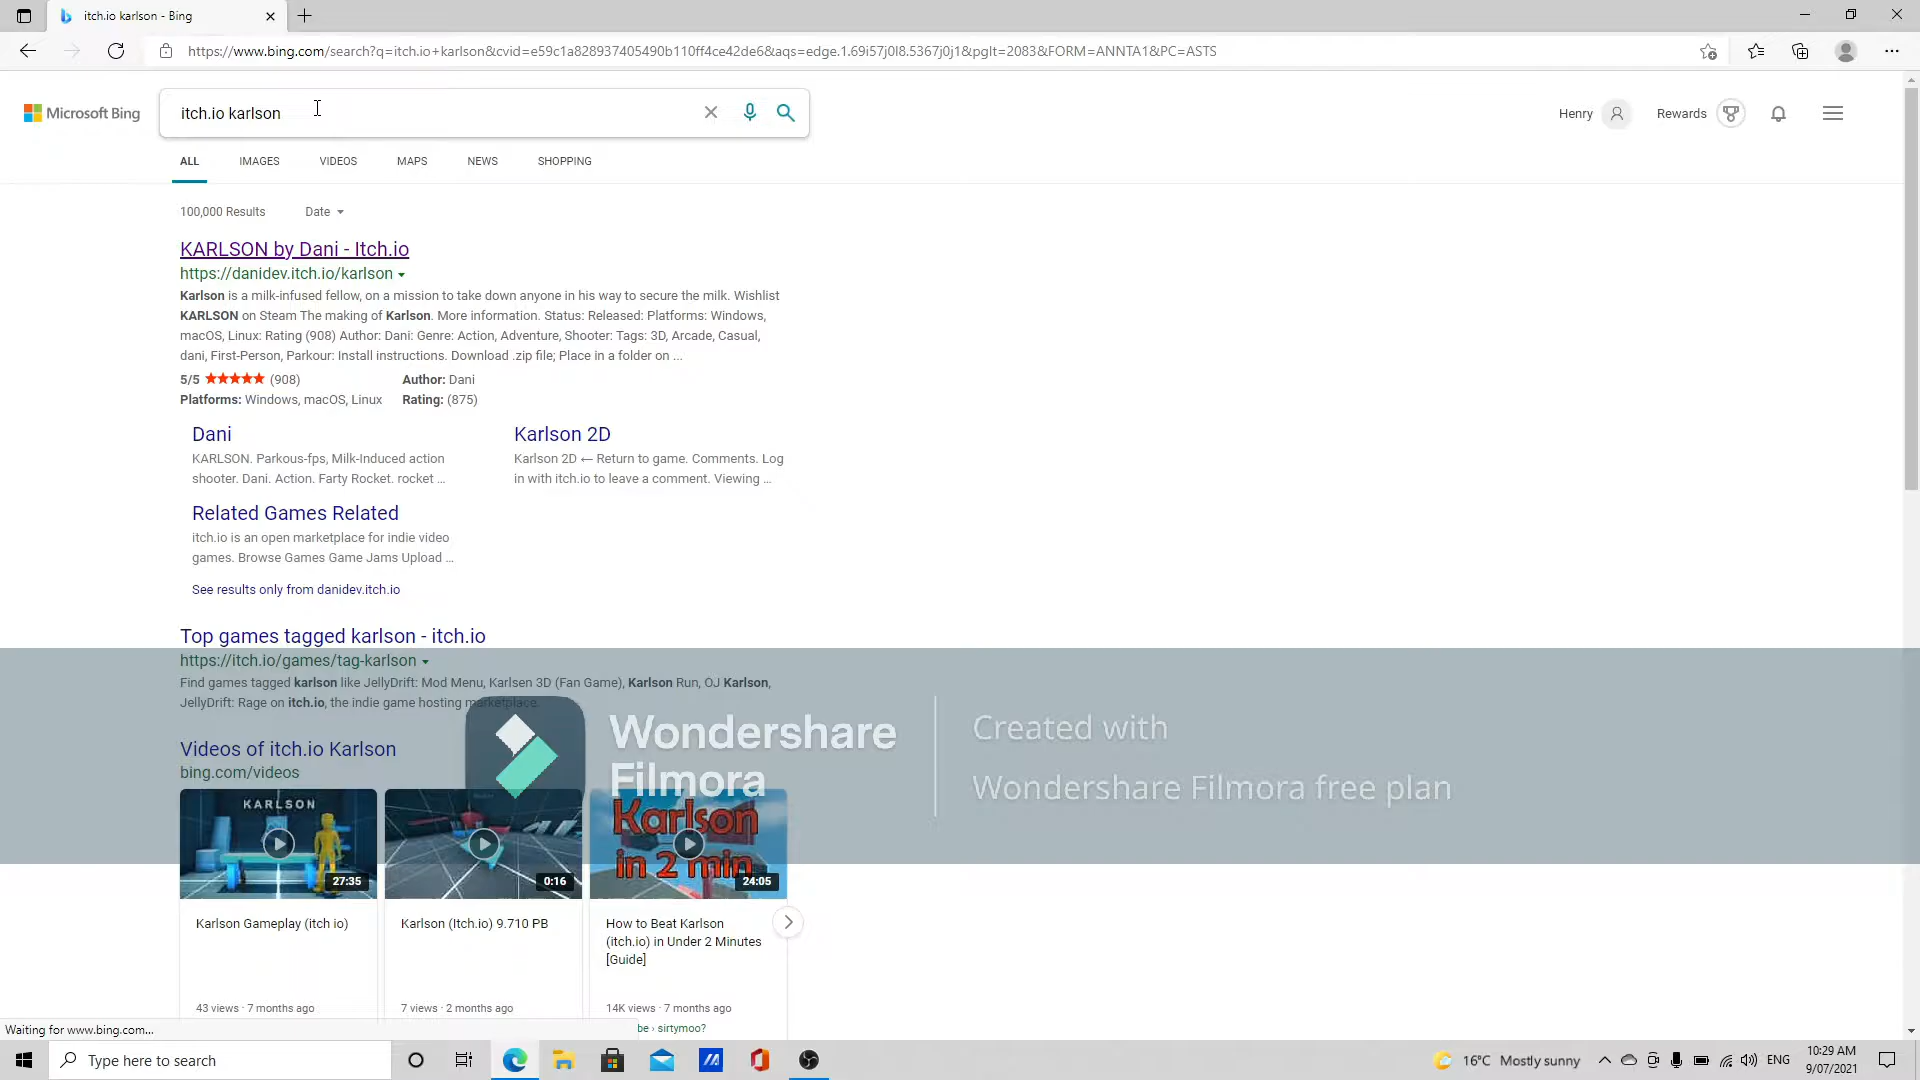 itch.io karlson - Bing
https://www.bing.com/search?q=itch.io+karlson&cvid=e59c1a828937405490b110ff4ce42de6&aqs=edge.1.69i57j0l8.5367j0j1&pglt=2083&FORM=ANNTA1&PC=ASTS
Microsoft Bing
itch.io karlson
Henry
Rewards
ALL
IMAGES
VIDEOS
MAPS
NEWS
SHOPPING
100,000 Results
Date
KARLSON by Dani - Itch.io
https://danidev.itch.io/karlson
Karlson is a milk-infused fellow, on a mission to take down anyone in his way to secure the milk. Wishlist
KARLSON on Steam The making of Karlson. More information. Status: Released: Platforms: Windows,
macOS, Linux: Rating (908) Author: Dani: Genre: Action, Adventure, Shooter: Tags: 3D, Arcade, Casual,
dani, First-Person, Parkour: Install instructions. Download .zip file; Place in a folder on ...
5/5 ★★★★★ (908)
Author: Dani
Platforms: Windows, macOS, Linux
Rating: (875)
Dani
KARLSON. Parkous-fps, Milk-Induced action
shooter. Dani. Action. Farty Rocket. rocket ...
Karlson 2D
Karlson 2D ← Return to game. Comments. Log
in with itch.io to leave a comment. Viewing ...
Related Games Related
itch.io is an open marketplace for indie video
games. Browse Games Game Jams Upload ...
See results only from danidev.itch.io
Top games tagged karlson - itch.io
https://itch.io/games/tag-karlson
Find games tagged karlson like JellyDrift: Mod Menu, Karlsen 3D (Fan Game), Karlson Run, OJ Karlson,
JellyDrift: Rage on itch.io, the indie game hosting marketplace.
Wondershare
Filmora
Created with
Wondershare Filmora free plan
Videos of itch.io Karlson
bing.com/videos
KARLSON
27:35
0:16
Karlson
in 2 min
24:05
Karlson Gameplay (itch io)
43 views · 7 months ago
Karlson (Itch.io) 9.710 PB
7 views · 2 months ago
How to Beat Karlson
(itch.io) in Under 2 Minutes
[Guide]
14K views · 7 months ago
be › sirtymoo?
Waiting for www.bing.com...
Type here to search
16°C Mostly sunny
ENG
10:29 AM
9/07/2021